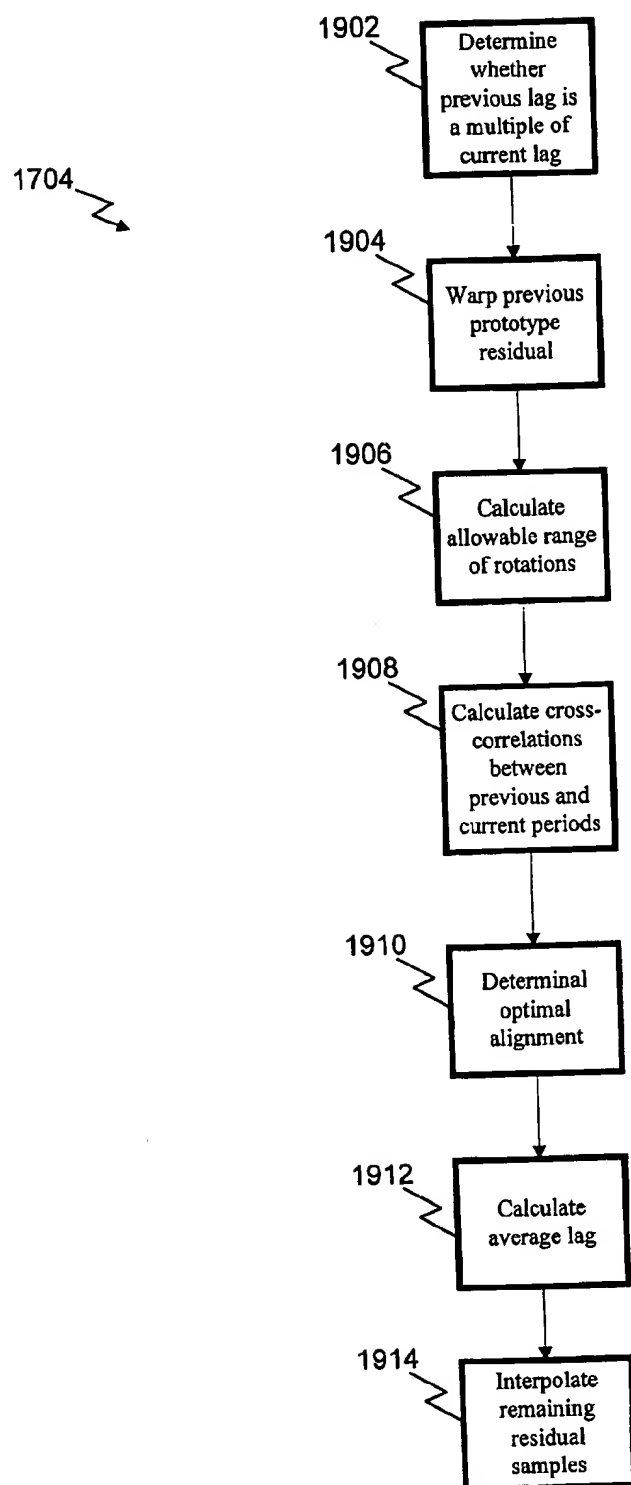 1902
Determine
whether
previous lag is
a multiple of
current lag
1704
1904
Warp previous
prototype
residual
1906
Calculate
allowable range
of rotations
1908
Calculate cross-
correlations
between
previous and
current periods
1910
Determinal
optimal
alignment
1912
Calculate
average lag
1914
Interpolate
remaining
residual
samples